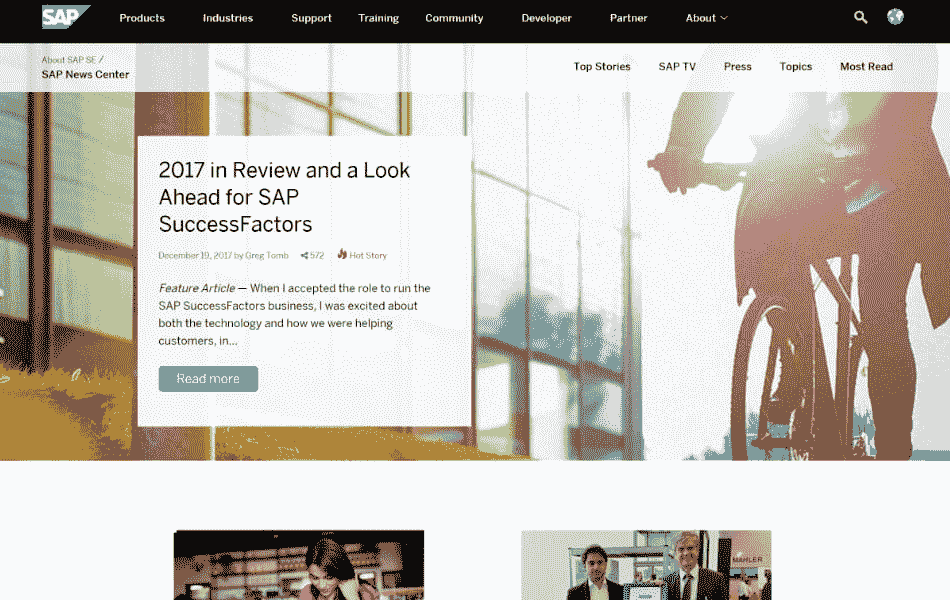 SAP Products Industries Support Training Community Developer Partner About
About SAP SE /
SAP News Center
Top Stories SAP TV Press Topics Most Read
2017 in Review and a Look
Ahead for SAP
SuccessFactors
December 19, 2017 by Greg Tomb 572 Hot Story
Feature Article — When I accepted the role to run the
SAP SuccessFactors business, I was excited about
both the technology and how we were helping
customers, in...
Read more
MAHLER